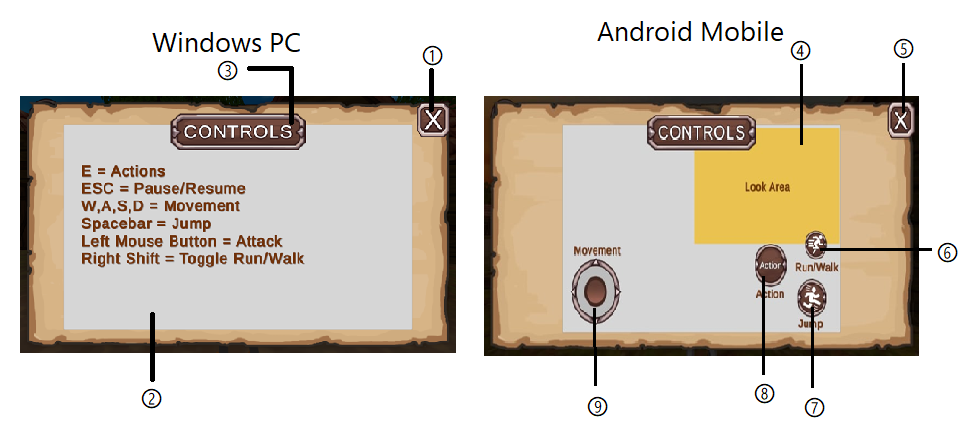 Windows PC
①
③
X
CONTROLS
E = Actions
ESC = Pause/Resume
W,A,S,D = Movement
Spacebar = Jump
Left Mouse Button = Attack
Right Shift = Toggle Run/Walk
②
Android Mobile
④
⑤
X
CONTROLS
Look Area
Movement
Action
Run/Walk
⑥
Action
Jump
⑨
⑧
⑦